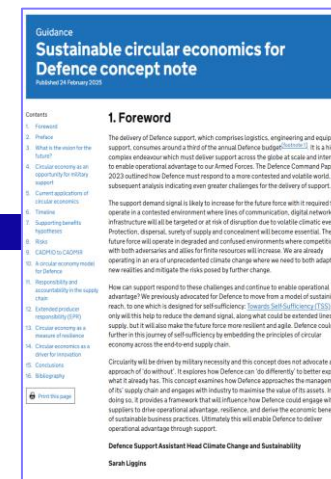 Guidance
Sustainable circular economics for
Defence concept note
Published 24 February 2025
Contents
1. Foreword
2. Preface
3. What is the vision for the
future?
4. Circular economy as an
opportunity for military
support
5. Current applications of
circular economics
6. Timeline
7. Supporting benefits
hypotheses
8. Risks
9. CADMID to CADMIR
10. A circular economy model
for Defence
11. Responsibility and
accountability in the supply
chain
12. Extended producer
responsibility (EPR)
13. Circular economy as a
measure of resilience
14. Circular economics as a
driver for innovation
15. Conclusions
16. Bibliography
Print this page
1. Foreword
The delivery of Defence support, which comprises logistics, engineering and equip
support, consumes around a third of the annual Defence budget[footnote 1]. It is a hi
complex endeavour which must deliver support across the globe at scale and inten
to enable operational advantage to our Armed Forces. The Defence Command Pap
2023 outlined how Defence must respond to a more contested and volatile world,
subsequent analysis indicating even greater challenges for the delivery of support.
The support demand signal is likely to increase for the future force with it required t
operate in a contested environment where lines of communication, digital network
infrastructure will all be targeted or at risk of disruption due to volatile climatic eve
Protection, dispersal, surety of supply and concealment will become essential. The
future force will operate in degraded and confused environments where competiti
with both adversaries and allies for finite resources will increase. We are already
operating in an era of unprecedented climate change where we need to both adapt
new realities and mitigate the risks posed by further change.
How can support respond to these challenges and continue to enable operational
advantage? We previously advocated for Defence to move from a model of sustain
reach, to one which is designed for self-sufficiency: Towards Self-Sufficiency (TSS)
only will this help to reduce the demand signal, along what could be extended lines
supply, but it will also make the future force more resilient and agile. Defence coul
further in this journey of self-sufficiency by embedding the principles of circular
economy across the end-to-end supply chain.
Circularity will be driven by military necessity and this concept does not advocate a
approach of 'do without'. It explores how Defence can 'do differently' to better exp
what it already has. This concept examines how Defence approaches the managem
of its' supply chain and engages with industry to maximise the value of its assets. In
doing so, it provides a framework that will influence how Defence could engage wit
suppliers to drive operational advantage, resilience, and derive the economic bene
of sustainable business practices. Ultimately this will enable Defence to deliver
operational advantage through support.
Defence Support Assistant Head Climate Change and Sustainability
Sarah Liggins